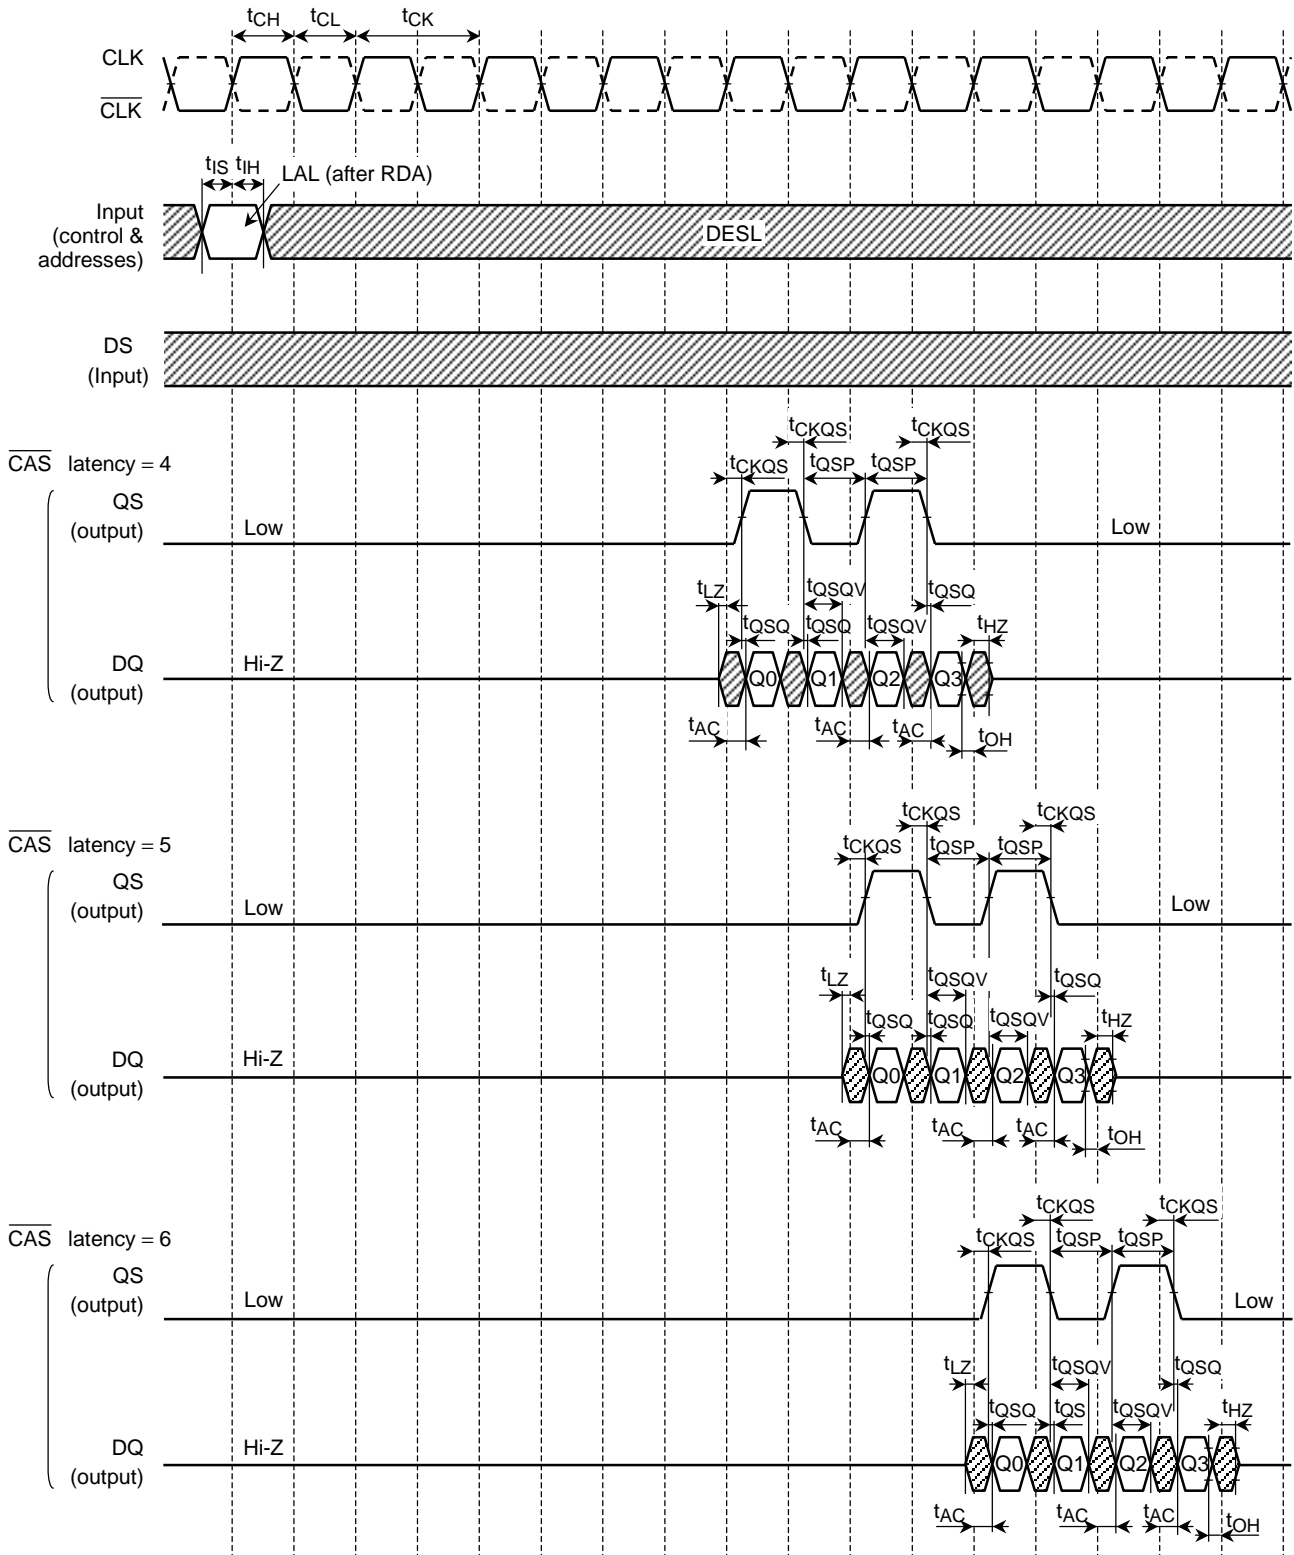 tCH tCL tCK
CLK
CLK
tIS tIH LAL (after RDA)
Input
(control &
addresses)
DESL
DS
(Input)
tCKQS tCKQS
CAS latency = 4
tCKQS tQSP tQSP
QS
(output)
Low Low
tLZ tQSQV tQSQ
tQSQ tQSQ tQSQV tHZ
DQ
(output)
Hi-Z
Q0 Q1 Q2 Q3
tAC tAC tAC tOH
tCKQS tCKQS
CAS latency = 5
tCKQS tQSP tQSP
QS
(output)
Low Low
tLZ tQSQV tQSQ
tQSQ tQSQ tQSQV tHZ
DQ
(output)
Hi-Z
Q0 Q1 Q2 Q3
tAC tAC tAC tOH
tCKQS tCKQS
CAS latency = 6
tCKQS tQSP tQSP
QS
(output)
Low Low
tLZ tQSQV tQSQ
tQSQ tQS tQSQV tHZ
DQ
(output)
Hi-Z
Q0 Q1 Q2 Q3
tAC tAC tAC tOH